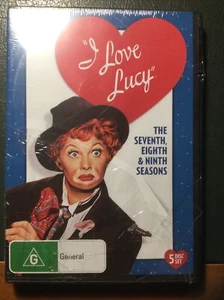 "I Love
Lucy"
THE
SEVENTH,
EIGHTH
& NINTH
SEASONS
G
General
5
DISC
SET